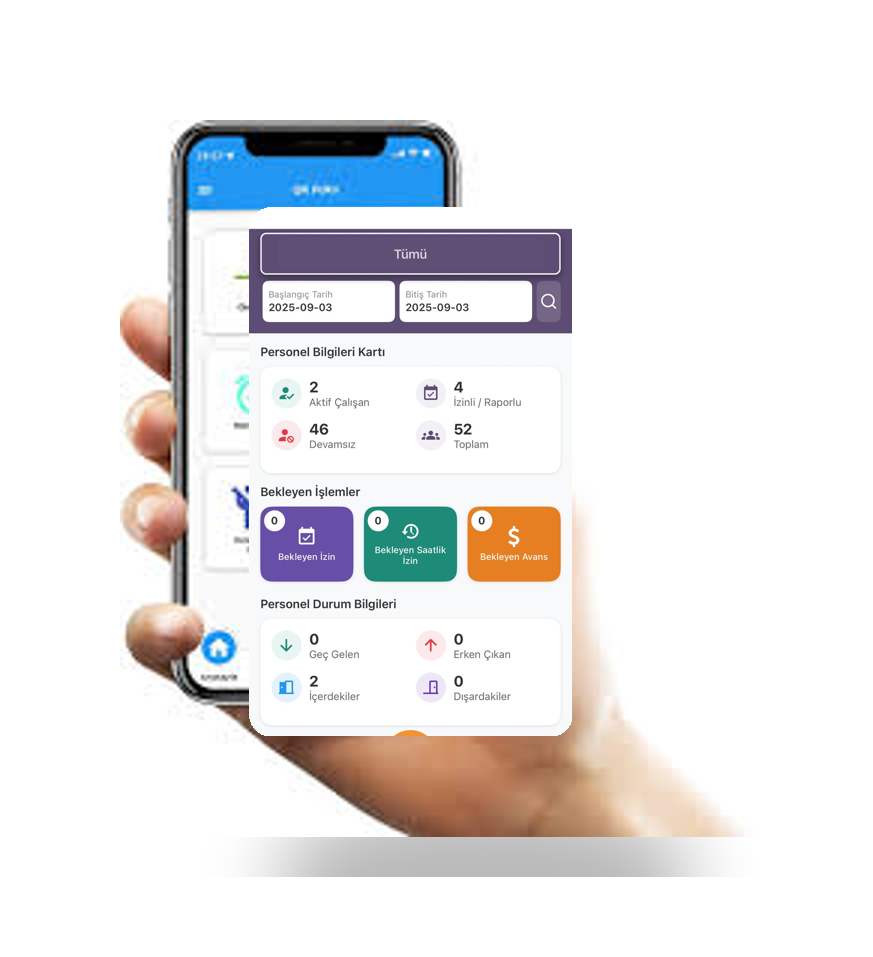 Tümü
Başlangıç Tarih
Bitiş Tarih
2025-09-03
2025-09-03
Personel Bilgileri Kartı
2
Aktif Çalışan
4
İzinli / Raporlu
46
Devamsız
52
Toplam
Bekleyen İşlemler
0
Bekleyen İzin
0
Bekleyen Saatlik
İzin
0
Bekleyen Avans
Personel Durum Bilgileri
0
Geç Gelen
0
Erken Çıkan
2
İçerdekiler
0
Dışardakiler